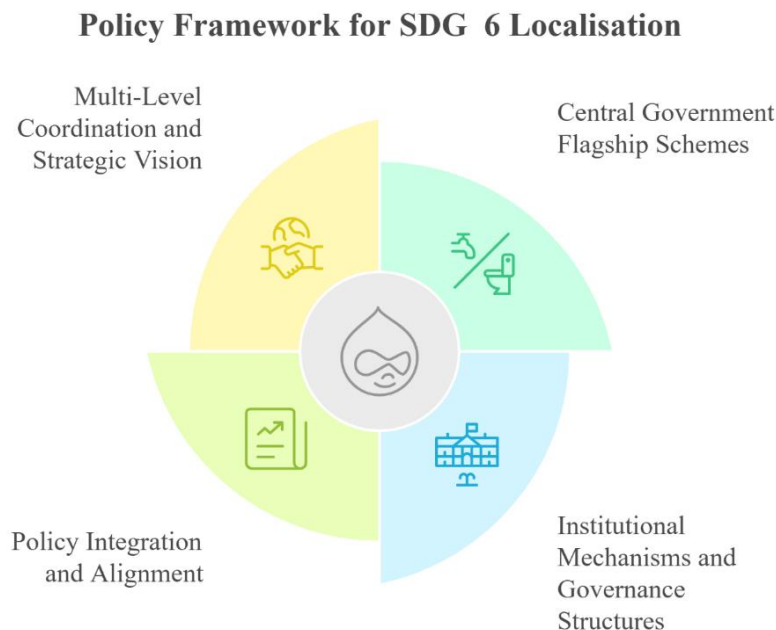 Policy Framework for SDG 6 Localisation
Multi-Level
Coordination and
Strategic Vision
Central Government
Flagship Schemes
Policy Integration
and Alignment
Institutional
Mechanisms and
Governance
Structures